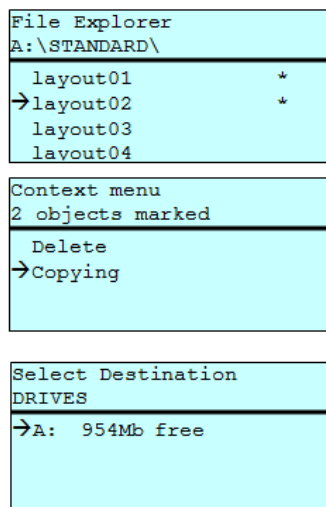 File Explorer
A:\STANDARD\
layout01 *
→layout02 *
layout03
layout04
Context menu
2 objects marked
Delete
→Copying
Select Destination
DRIVES
→A: 954Mb free